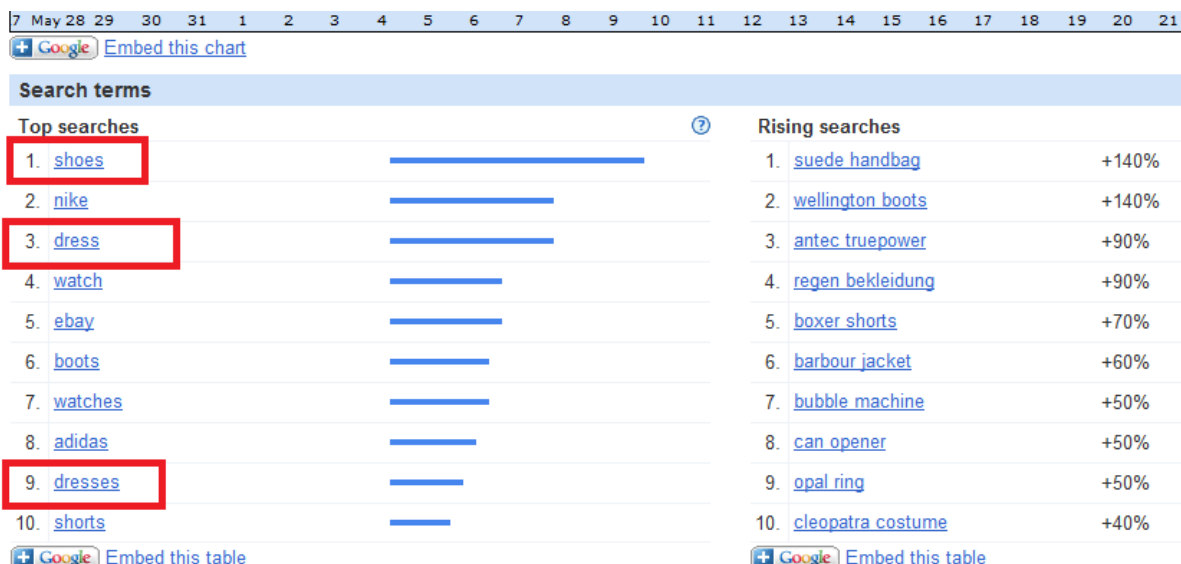 7 May 28 29 30 31 1 2 3 4 5 6 7 8 9 10 11 12 13 14 15 16 17 18 19 20 21
Google Embed this chart
Search terms
Top searches ?
1. shoes
2. nike
3. dress
4. watch
5. ebay
6. boots
7. watches
8. adidas
9. dresses
10. shorts
Google Embed this table
Rising searches
1. suede handbag +140%
2. wellington boots +140%
3. antec truepower +90%
4. regen bekleidung +90%
5. boxer shorts +70%
6. barbour jacket +60%
7. bubble machine +50%
8. can opener +50%
9. opal ring +50%
10. cleopatra costume +40%
Google Embed this table